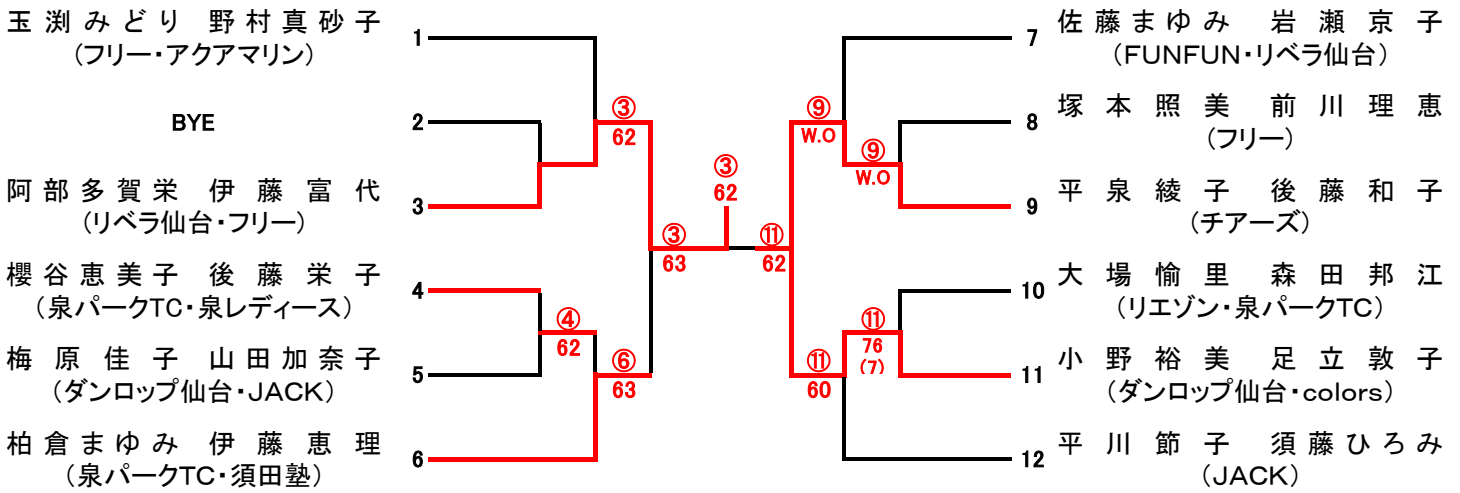 玉渕みどり 野村真砂子
(フリー・アクアマリン)
1
BYE
2
阿部多賀栄 伊藤富代
(リベラ仙台・フリー)
3
櫻谷恵美子 後藤栄子
(泉パークTC・泉レディース)
4
梅原佳子 山田加奈子
(ダンロップ仙台・JACK)
5
柏倉まゆみ 伊藤恵理
(泉パークTC・須田塾)
6
③
62
④
62
⑥
63
③
63
③
62
⑪
62
⑨
W.O
⑨
W.O
⑪
76
(7)
⑪
60
7
佐藤まゆみ 岩瀬京子
(FUNFUN・リベラ仙台)
8
塚本照美 前川理恵
(フリー)
9
平泉綾子 後藤和子
(チアーズ)
10
大場愉里 森田邦江
(リエゾン・泉パークTC)
11
小野裕美 足立敦子
(ダンロップ仙台・colors)
12
平川節子 須藤ひろみ
(JACK)